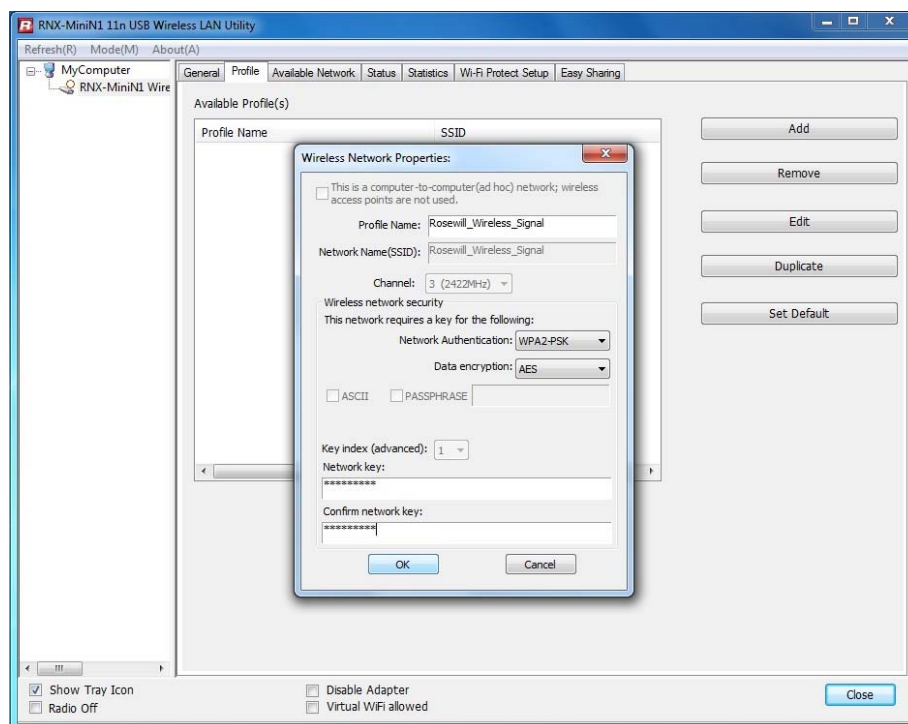 RNX-MiniN1 11n USB Wireless LAN Utility
Refresh(R) Mode(M) About(A)
MyComputer
RNX-MiniN1 Wire
General Profile Available Network Status Statistics Wi-Fi Protect Setup Easy Sharing
Available Profile(s)
Profile Name SSID
Add
Remove
Edit
Duplicate
Set Default
Wireless Network Properties:
This is a computer-to-computer(ad hoc) network; wireless
access points are not used.
Profile Name: Rosewill_Wireless_Signal
Network Name(SSID): Rosewill_Wireless_Signal
Channel: 3 (2422MHz)
Wireless network security
This network requires a key for the following:
Network Authentication: WPA2-PSK
Data encryption: AES
ASCII PASSPHRASE
Key index (advanced): 1
Network key:
*********
Confirm network key:
*********
OK Cancel
Show Tray Icon
Radio Off
Disable Adapter
Virtual WiFi allowed
Close